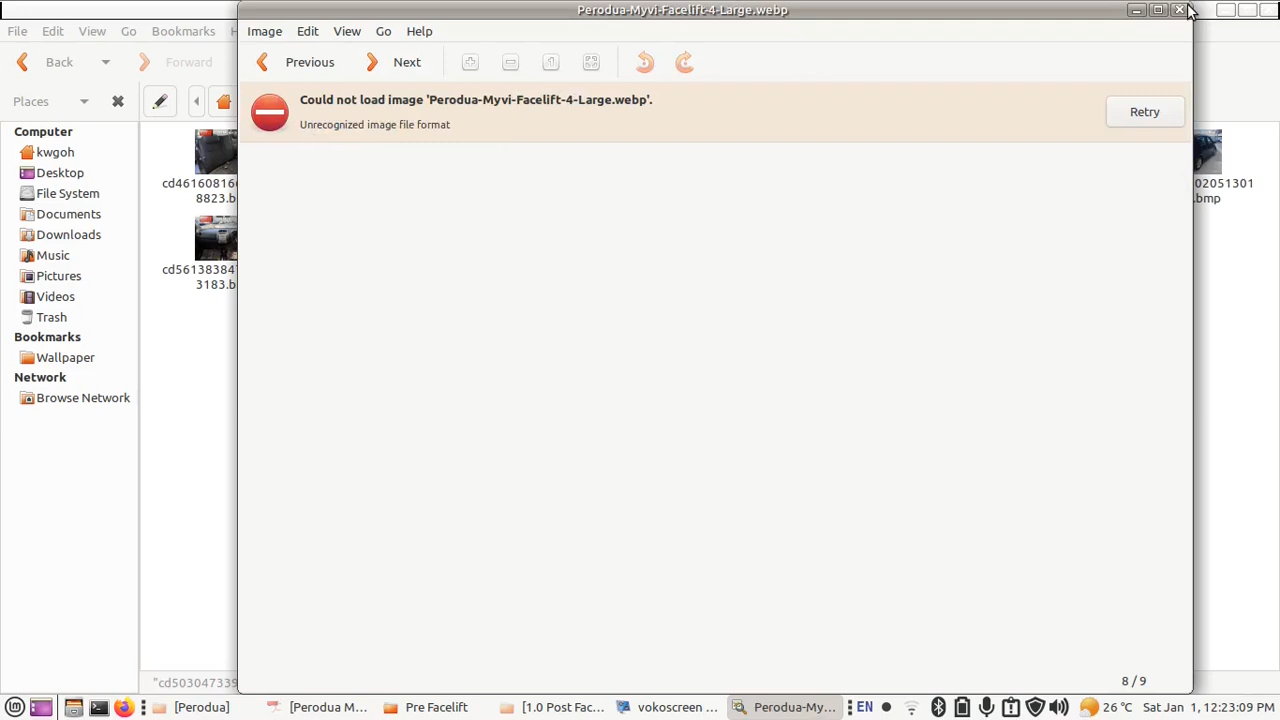 Perodua-Myvi-Facelift-4-Large.webp
File Edit View Go Bookmarks
Image Edit View Go Help
Back Forward
Previous Next
Places
Could not load image 'Perodua-Myvi-Facelift-4-Large.webp'.
Unrecognized image file format
Retry
Computer
kwgoh
Desktop
File System
Documents
Downloads
Music
Pictures
Videos
Trash
Bookmarks
Wallpaper
Network
Browse Network
8823.b
cd5613838
3183.b
02051301
.bmp
"cd503047339
8 / 9
[Perodua] [Perodua M... Pre Facelift [1.0 Post Fac... vokoscreen ... Perodua-My... EN 26 °C Sat Jan 1, 12:23:09 PM